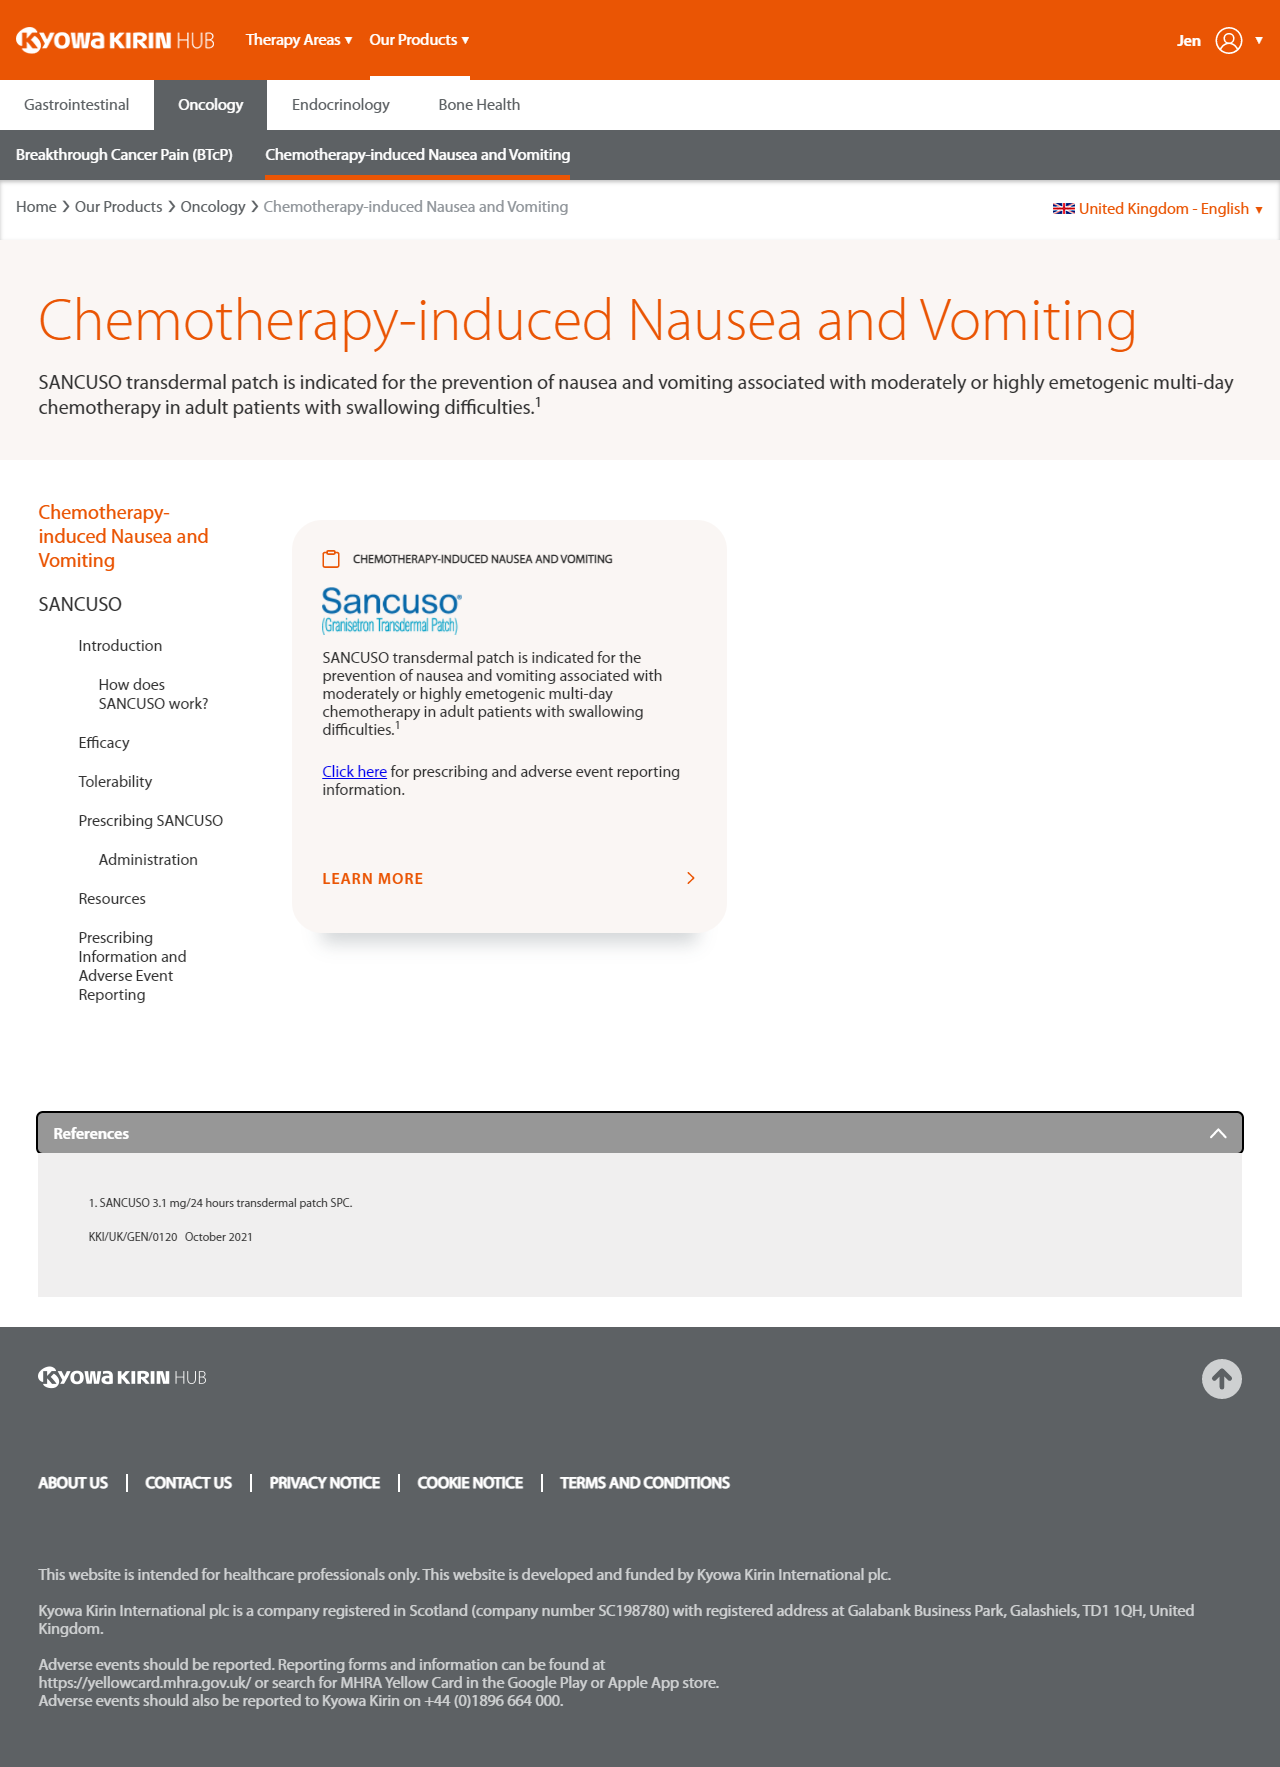 KYOWA KIRIN HUB
Therapy Areas ▼ Our Products ▼
Jen ▼
Gastrointestinal Oncology Endocrinology Bone Health
Breakthrough Cancer Pain (BTcP) Chemotherapy-induced Nausea and Vomiting
Home > Our Products > Oncology > Chemotherapy-induced Nausea and Vomiting
United Kingdom - English ▼
Chemotherapy-induced Nausea and Vomiting
SANCUSO transdermal patch is indicated for the prevention of nausea and vomiting associated with moderately or highly emetogenic multi-day
chemotherapy in adult patients with swallowing difficulties.1
Chemotherapy-
induced Nausea and
Vomiting
SANCUSO
Introduction
How does
SANCUSO work?
Efficacy
Tolerability
Prescribing SANCUSO
Administration
Resources
Prescribing
Information and
Adverse Event
Reporting
CHEMOTHERAPY-INDUCED NAUSEA AND VOMITING
Sancuso®
(Granisetron Transdermal Patch)
SANCUSO transdermal patch is indicated for the
prevention of nausea and vomiting associated with
moderately or highly emetogenic multi-day
chemotherapy in adult patients with swallowing
difficulties.1
Click here for prescribing and adverse event reporting
information.
LEARN MORE
References
1. SANCUSO 3.1 mg/24 hours transdermal patch SPC.
KKI/UK/GEN/0120 October 2021
KYOWA KIRIN HUB
ABOUT US | CONTACT US | PRIVACY NOTICE | COOKIE NOTICE | TERMS AND CONDITIONS
This website is intended for healthcare professionals only. This website is developed and funded by Kyowa Kirin International plc.
Kyowa Kirin International plc is a company registered in Scotland (company number SC198780) with registered address at Galabank Business Park, Galashiels, TD1 1QH, United
Kingdom.
Adverse events should be reported. Reporting forms and information can be found at
https://yellowcard.mhra.gov.uk/ or search for MHRA Yellow Card in the Google Play or Apple App store.
Adverse events should also be reported to Kyowa Kirin on +44 (0)1896 664 000.